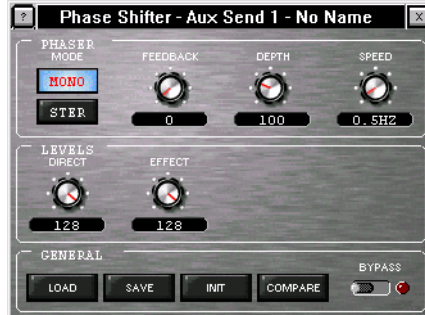 ? Phase Shifter - Aux Send 1 - No Name X
PHASER
MODE FEEDBACK DEPTH SPEED
MONO
STER
0 100 0.5HZ
LEVELS
DIRECT EFFECT
128 128
GENERAL
BYPASS
LOAD SAVE INIT COMPARE